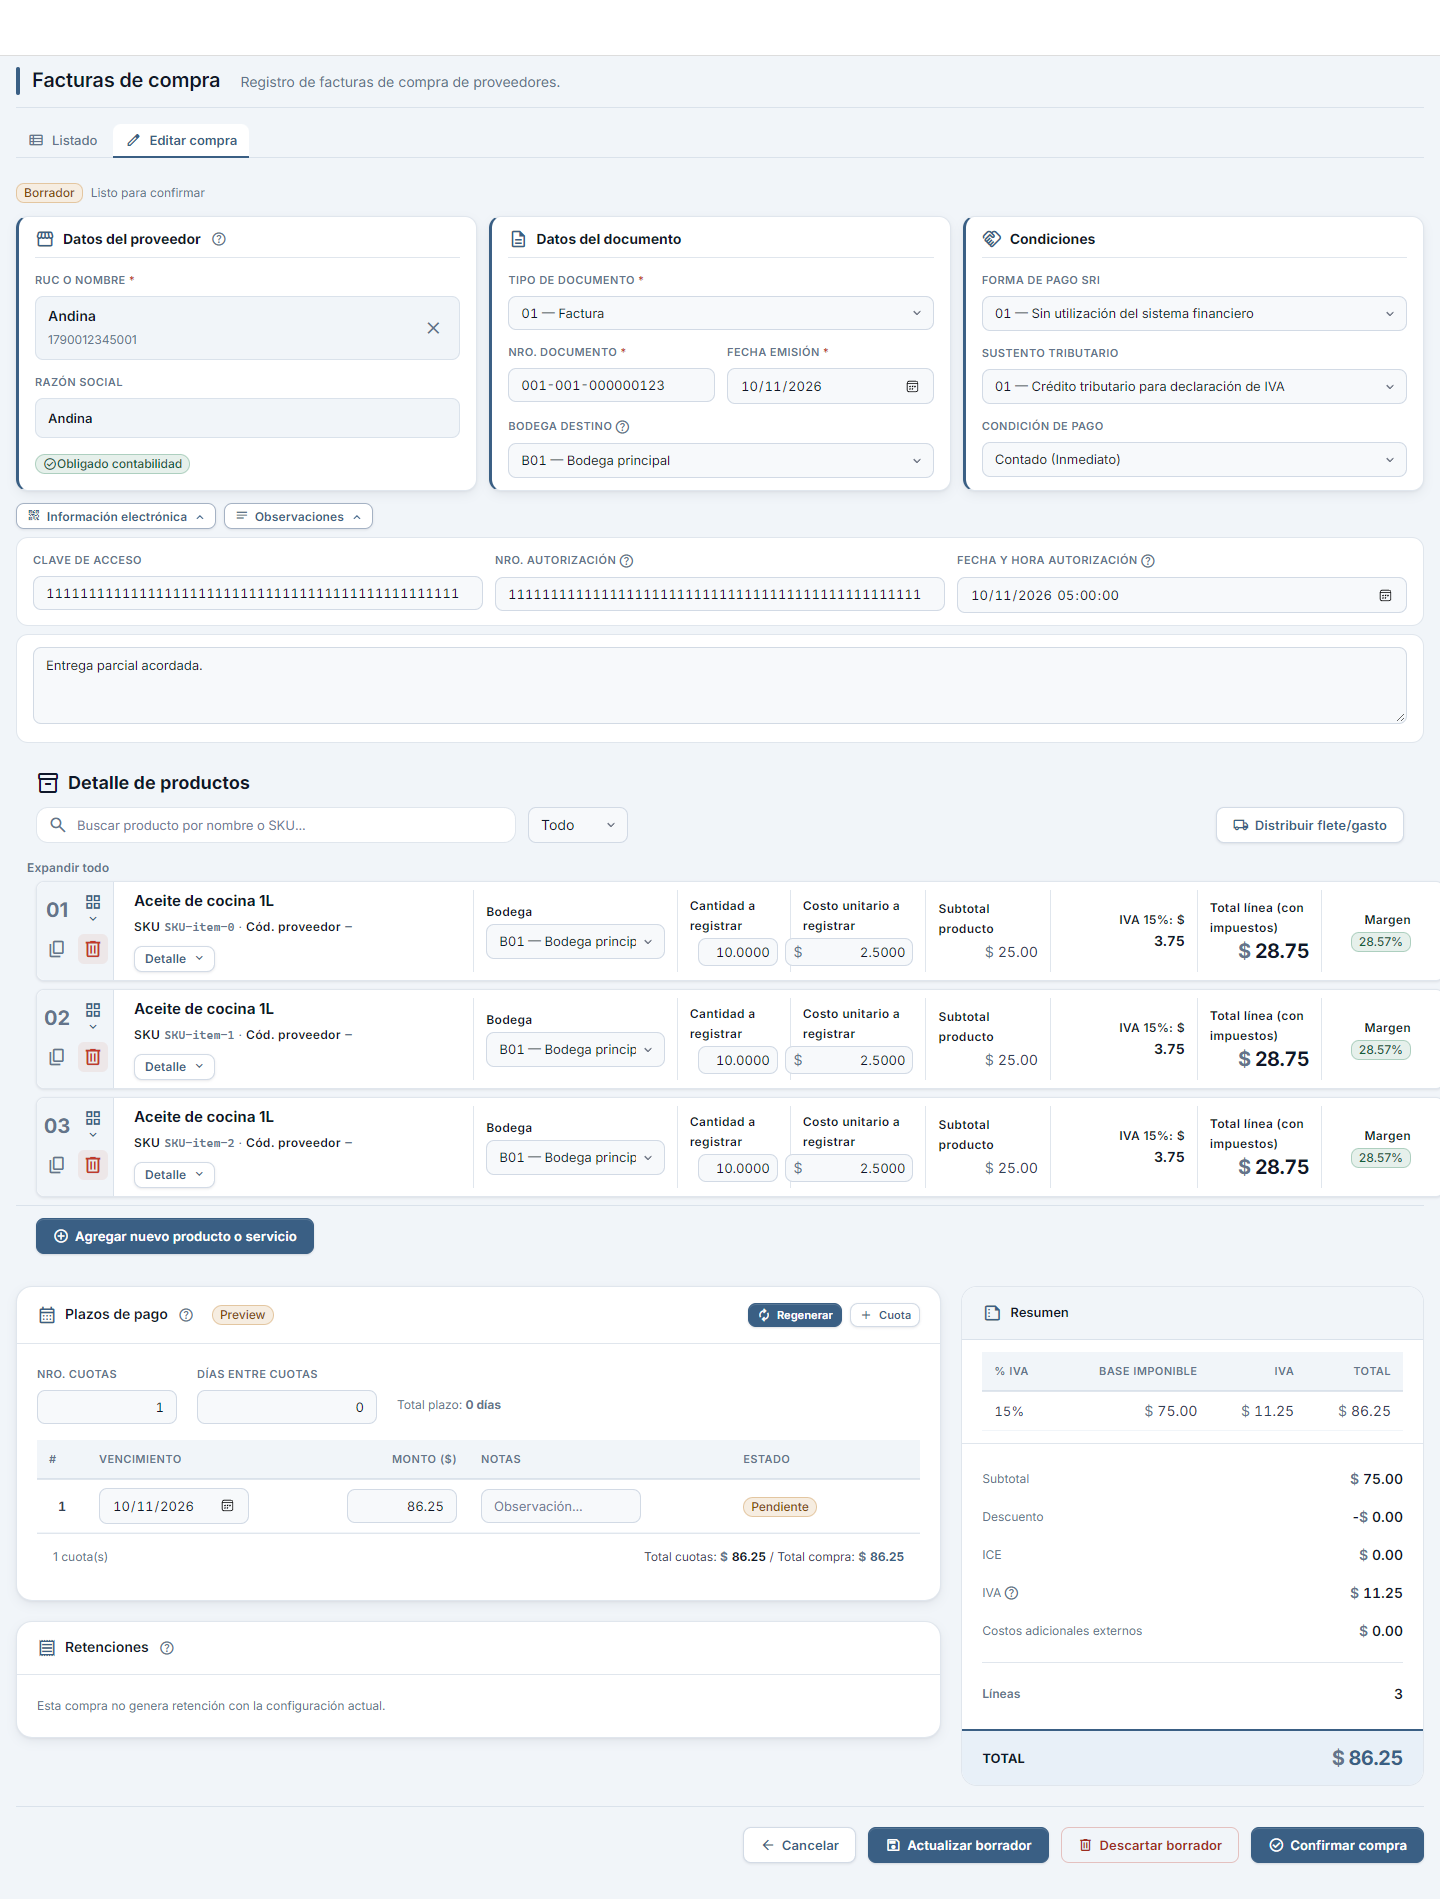 Facturas de compra
Registro de facturas de compra de proveedores.
Listado
Editar compra
Borrador
Listo para confirmar
Datos del proveedor
RUC O NOMBRE *
Andina
1790012345001
RAZÓN SOCIAL
Andina
Obligado contabilidad
Datos del documento
TIPO DE DOCUMENTO *
01 — Factura
NRO. DOCUMENTO *
FECHA EMISIÓN *
001-001-000000123
10/11/2026
BODEGA DESTINO
B01 — Bodega principal
Condiciones
FORMA DE PAGO SRI
01 — Sin utilización del sistema financiero
SUSTENTO TRIBUTARIO
01 — Crédito tributario para declaración de IVA
CONDICIÓN DE PAGO
Contado (Inmediato)
Información electrónica
Observaciones
CLAVE DE ACCESO
NRO. AUTORIZACIÓN
FECHA Y HORA AUTORIZACIÓN
1111111111111111111111111111111111111111111111111
1111111111111111111111111111111111111111111111111
10/11/2026 05:00:00
Entrega parcial acordada.
Detalle de productos
Buscar producto por nombre o SKU...
Todo
Distribuir flete/gasto
Expandir todo
01
Aceite de cocina 1L
SKU SKU-item-0 · Cód. proveedor —
Detalle
Bodega
B01 — Bodega princip
Cantidad a registrar
10.0000
Costo unitario a registrar
$ 2.5000
Subtotal producto
$ 25.00
IVA 15%: $ 3.75
Total línea (con impuestos)
$ 28.75
Margen
28.57%
02
Aceite de cocina 1L
SKU SKU-item-1 · Cód. proveedor —
Detalle
Bodega
B01 — Bodega princip
Cantidad a registrar
10.0000
Costo unitario a registrar
$ 2.5000
Subtotal producto
$ 25.00
IVA 15%: $ 3.75
Total línea (con impuestos)
$ 28.75
Margen
28.57%
03
Aceite de cocina 1L
SKU SKU-item-2 · Cód. proveedor —
Detalle
Bodega
B01 — Bodega princip
Cantidad a registrar
10.0000
Costo unitario a registrar
$ 2.5000
Subtotal producto
$ 25.00
IVA 15%: $ 3.75
Total línea (con impuestos)
$ 28.75
Margen
28.57%
Agregar nuevo producto o servicio
Plazos de pago
Preview
Regenerar
Cuota
NRO. CUOTAS
DÍAS ENTRE CUOTAS
1
0
Total plazo: 0 días
# VENCIMIENTO MONTO ($) NOTAS ESTADO
1 10/11/2026 86.25 Observación... Pendiente
1 cuota(s)
Total cuotas: $ 86.25 / Total compra: $ 86.25
Retenciones
Esta compra no genera retención con la configuración actual.
Resumen
% IVA BASE IMPONIBLE IVA TOTAL
15% $ 75.00 $ 11.25 $ 86.25
Subtotal $ 75.00
Descuento -$ 0.00
ICE $ 0.00
IVA $ 11.25
Costos adicionales externos $ 0.00
Líneas 3
TOTAL $ 86.25
Cancelar
Actualizar borrador
Descartar borrador
Confirmar compra